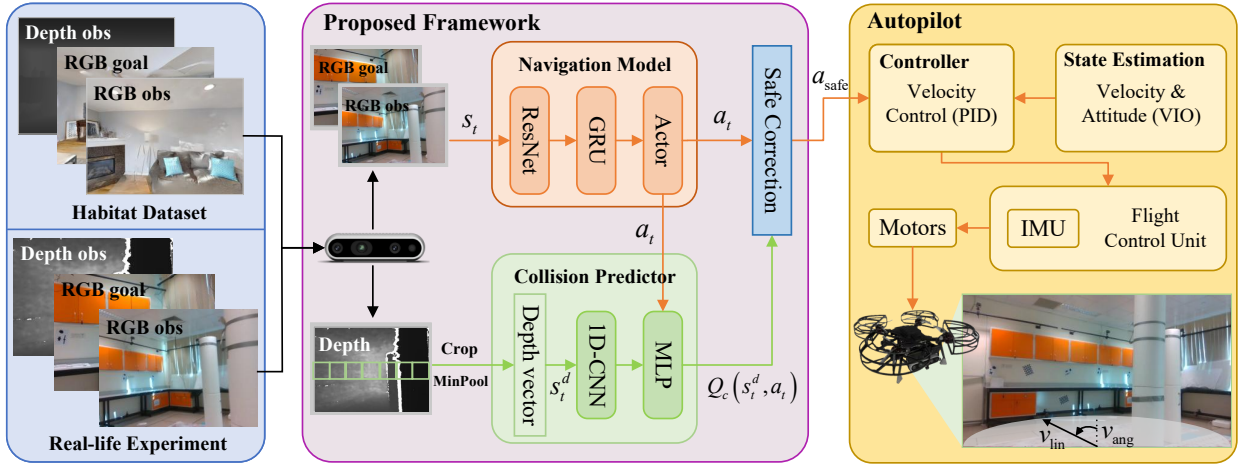 Depth obs
RGB goal
RGB obs
Habitat Dataset
Depth obs
RGB goal
RGB obs
Real-life Experiment
Proposed Framework
RGB goal
RGB obs
s_t
Navigation Model
ResNet
GRU
Actor
a_t
a_t
Safe Correction
a_safe
Depth
Crop
MinPool
Collision Predictor
Depth vector
s_t^d
1D-CNN
MLP
Q_c(s_t^d, a_t)
Autopilot
Controller
Velocity
Control (PID)
State Estimation
Velocity &
Attitude (VIO)
Motors
IMU
Flight
Control Unit
v_lin
v_ang